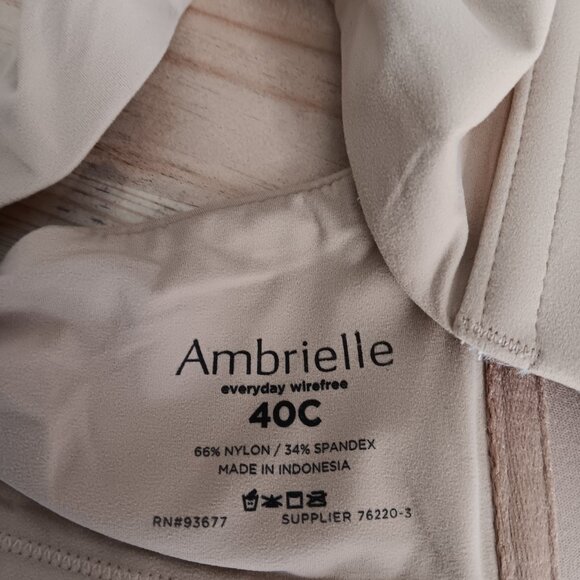 Ambrielle
everyday wirefree
40C
66% NYLON / 34% SPANDEX
MADE IN INDONESIA
RN#93677 SUPPLIER 76220-3